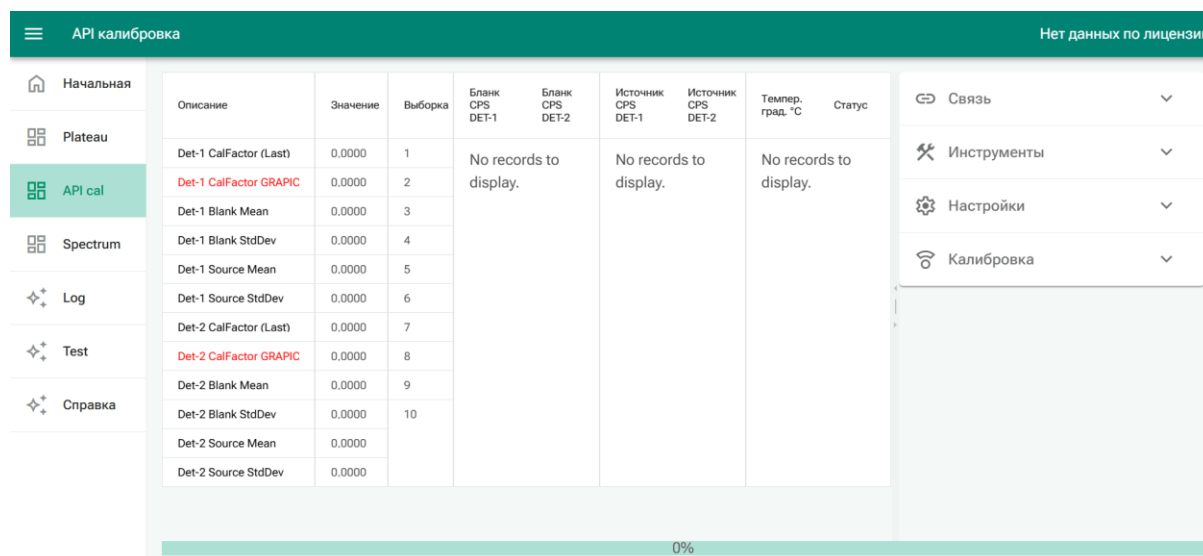 API калибровка
Нет данных по лицензии
Начальная
Plateau
API cal
Spectrum
Log
Test
Справка
Описание Значение Выборка Бланк CPS DET-1 Бланк CPS DET-2 Источник CPS DET-1 Источник CPS DET-2 Темпер. град. °C Статус
Det-1 CalFactor (Last) 0,0000 1
Det-1 CalFactor GRAPIC 0,0000 2
Det-1 Blank Mean 0,0000 3
Det-1 Blank StdDev 0,0000 4
Det-1 Source Mean 0,0000 5
Det-1 Source StdDev 0,0000 6
Det-2 CalFactor (Last) 0,0000 7
Det-2 CalFactor GRAPIC 0,0000 8
Det-2 Blank Mean 0,0000 9
Det-2 Blank StdDev 0,0000 10
Det-2 Source Mean 0,0000
Det-2 Source StdDev 0,0000
No records to
display.
No records to
display.
No records to
display.
Связь
Инструменты
Настройки
Калибровка
0%